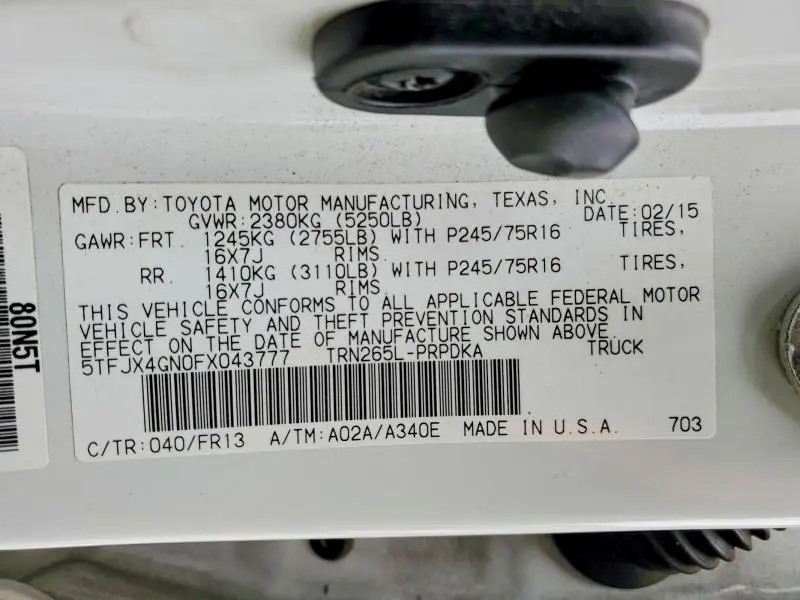 MFD.BY:TOYOTA MOTOR MANUFACTURING, TEXAS, INC.
GVWR:2380KG (5250LB) DATE:02/15
GAWR:FRT. 1245KG (2755LB) WITH P245/75R16 TIRES,
16X7J RIMS
RR. 1410KG (3110LB) WITH P245/75R16 TIRES,
16X7J RIMS
THIS VEHICLE CONFORMS TO ALL APPLICABLE FEDERAL MOTOR
VEHICLE SAFETY AND THEFT PREVENTION STANDARDS IN
EFFECT ON THE DATE OF MANUFACTURE SHOWN ABOVE.
5TFJX4GN0FX043777 TRN265L-PRPDKA TRUCK
C/TR:040/FR13 A/TM:A02A/A340E MADE IN U.S.A. 703
80N5T